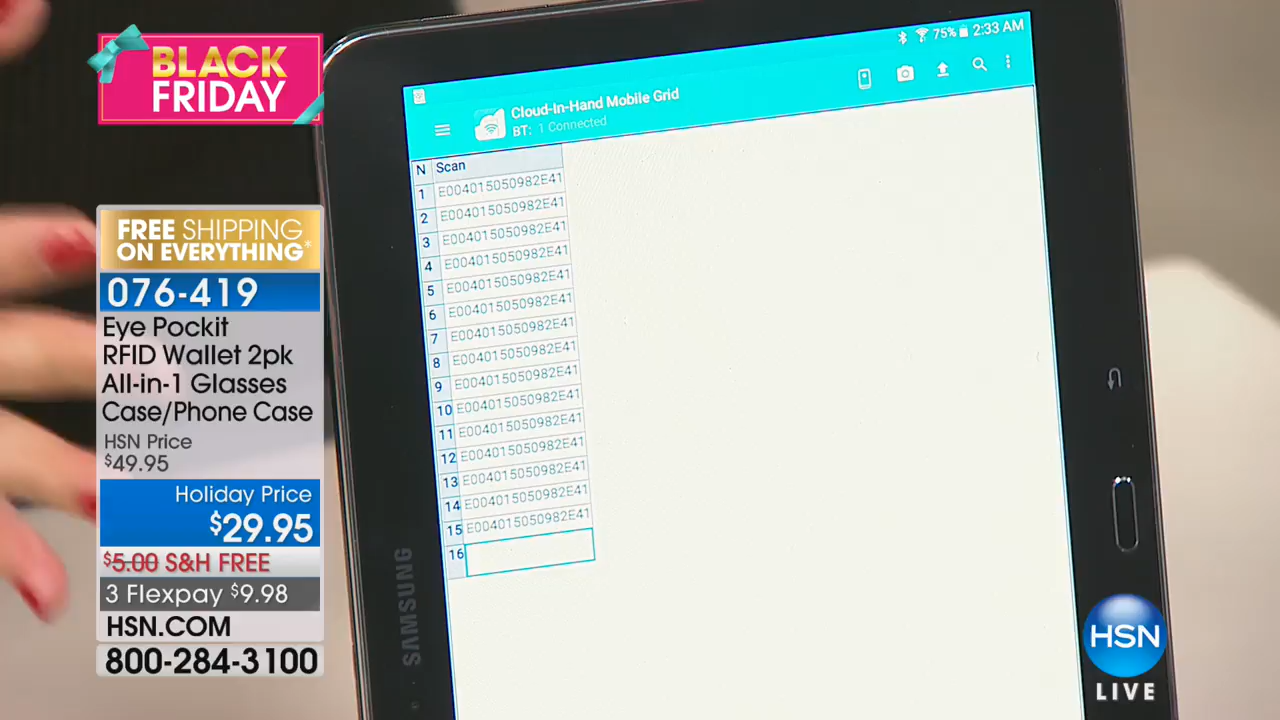 BLACK
FRIDAY
FREE SHIPPING
ON EVERYTHING*
076-419
Eye Pockit
RFID Wallet 2pk
All-in-1 Glasses
Case/Phone Case
HSN Price
$49.95
Holiday Price
$29.95
$5.00 S&H FREE
3 Flexpay $9.98
HSN.COM
800-284-3100
75% 2:33 AM
Cloud-In-Hand Mobile Grid
BT: 1 Connected
N Scan
1 E004015050982E41
2 E004015050982E41
3 E004015050982E41
4 E004015050982E41
5 E004015050982E41
6 E004015050982E41
7 E004015050982E41
8 E004015050982E41
9 E004015050982E41
10 E004015050982E41
11 E004015050982E41
12 E004015050982E41
13 E004015050982E41
14 E004015050982E41
15 E004015050982E41
16
SAMSUNG
HSN
LIVE